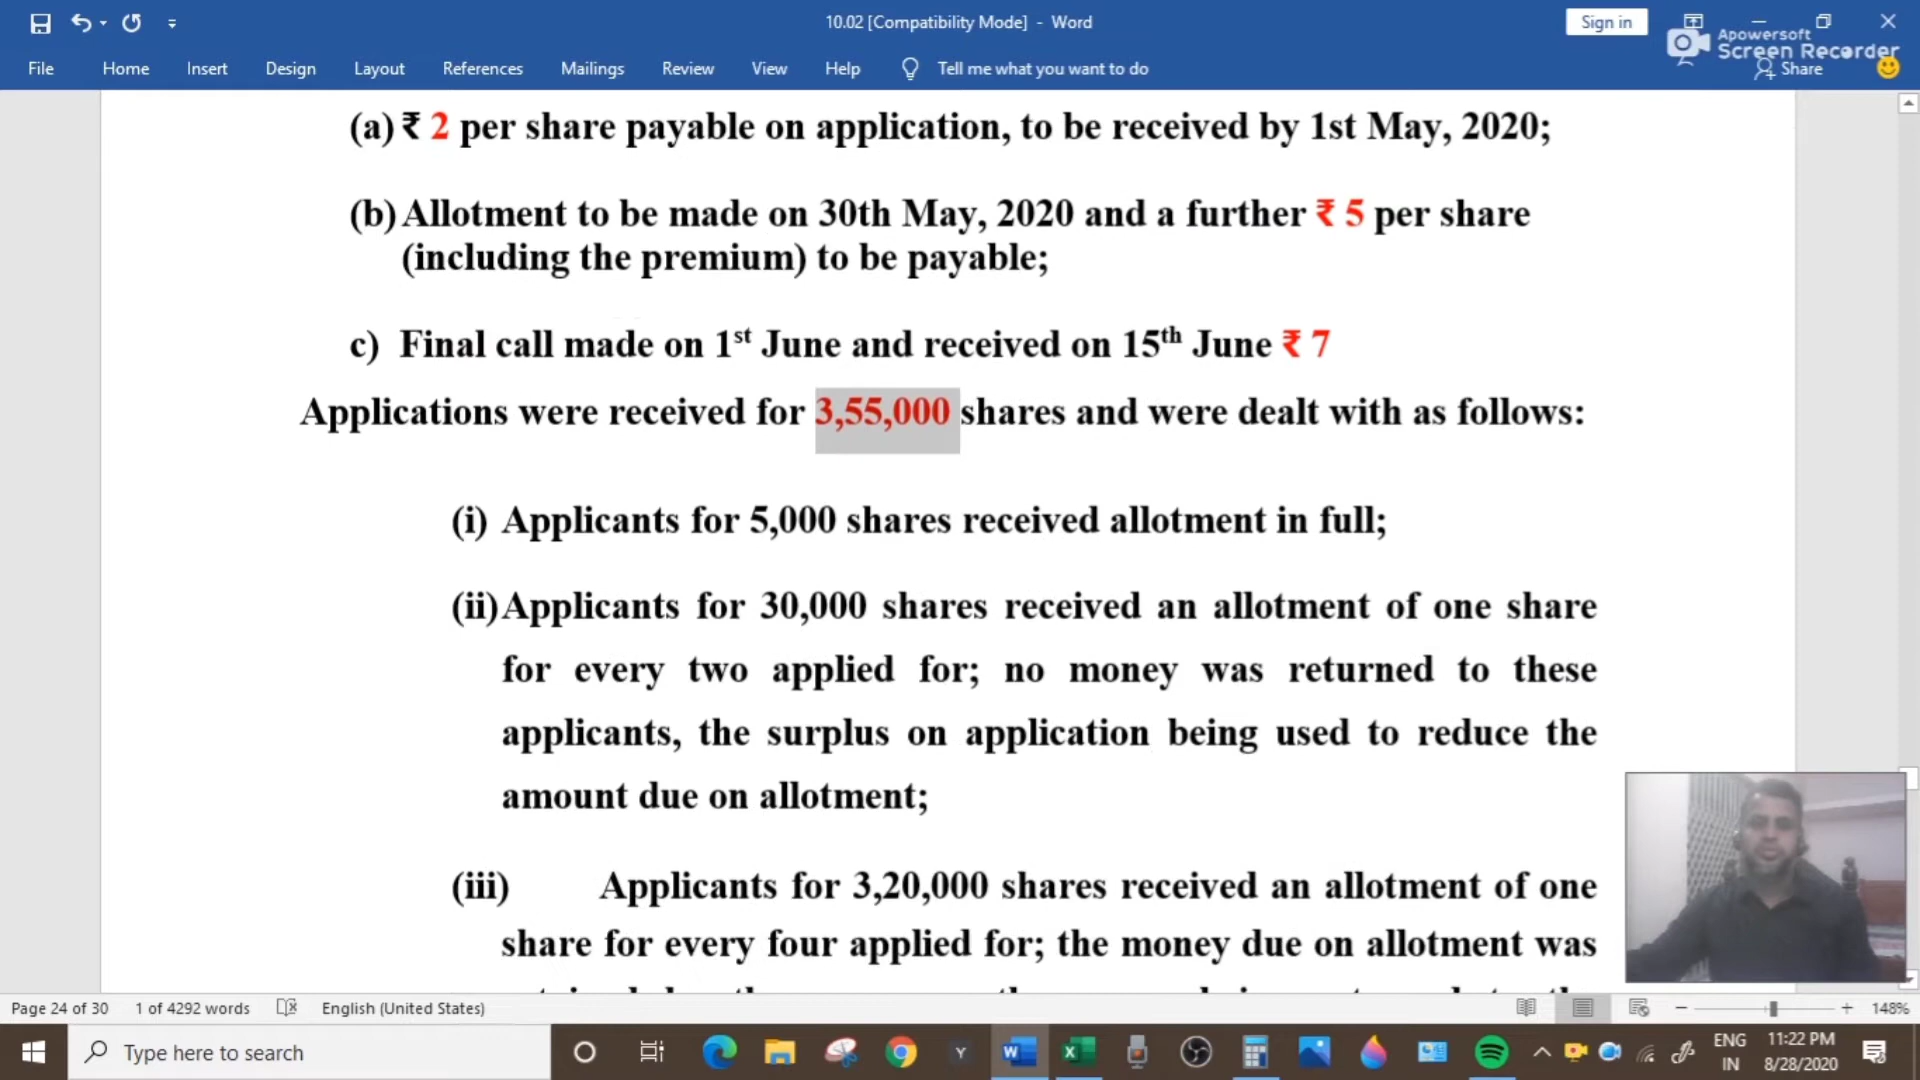 10.02 [Compatibility Mode] - Word
Sign in
Apowersoft
Screen Recorder
File Home Insert Design Layout References Mailings Review View Help Tell me what you want to do Share
(a) ₹ 2 per share payable on application, to be received by 1st May, 2020;
(b) Allotment to be made on 30th May, 2020 and a further ₹ 5 per share
(including the premium) to be payable;
c) Final call made on 1st June and received on 15th June ₹ 7
Applications were received for 3,55,000 shares and were dealt with as follows:
(i) Applicants for 5,000 shares received allotment in full;
(ii) Applicants for 30,000 shares received an allotment of one share
for every two applied for; no money was returned to these
applicants, the surplus on application being used to reduce the
amount due on allotment;
(iii) Applicants for 3,20,000 shares received an allotment of one
share for every four applied for; the money due on allotment was
Page 24 of 30 1 of 4292 words English (United States) 148%
Type here to search
ENG 11:22 PM
IN 8/28/2020